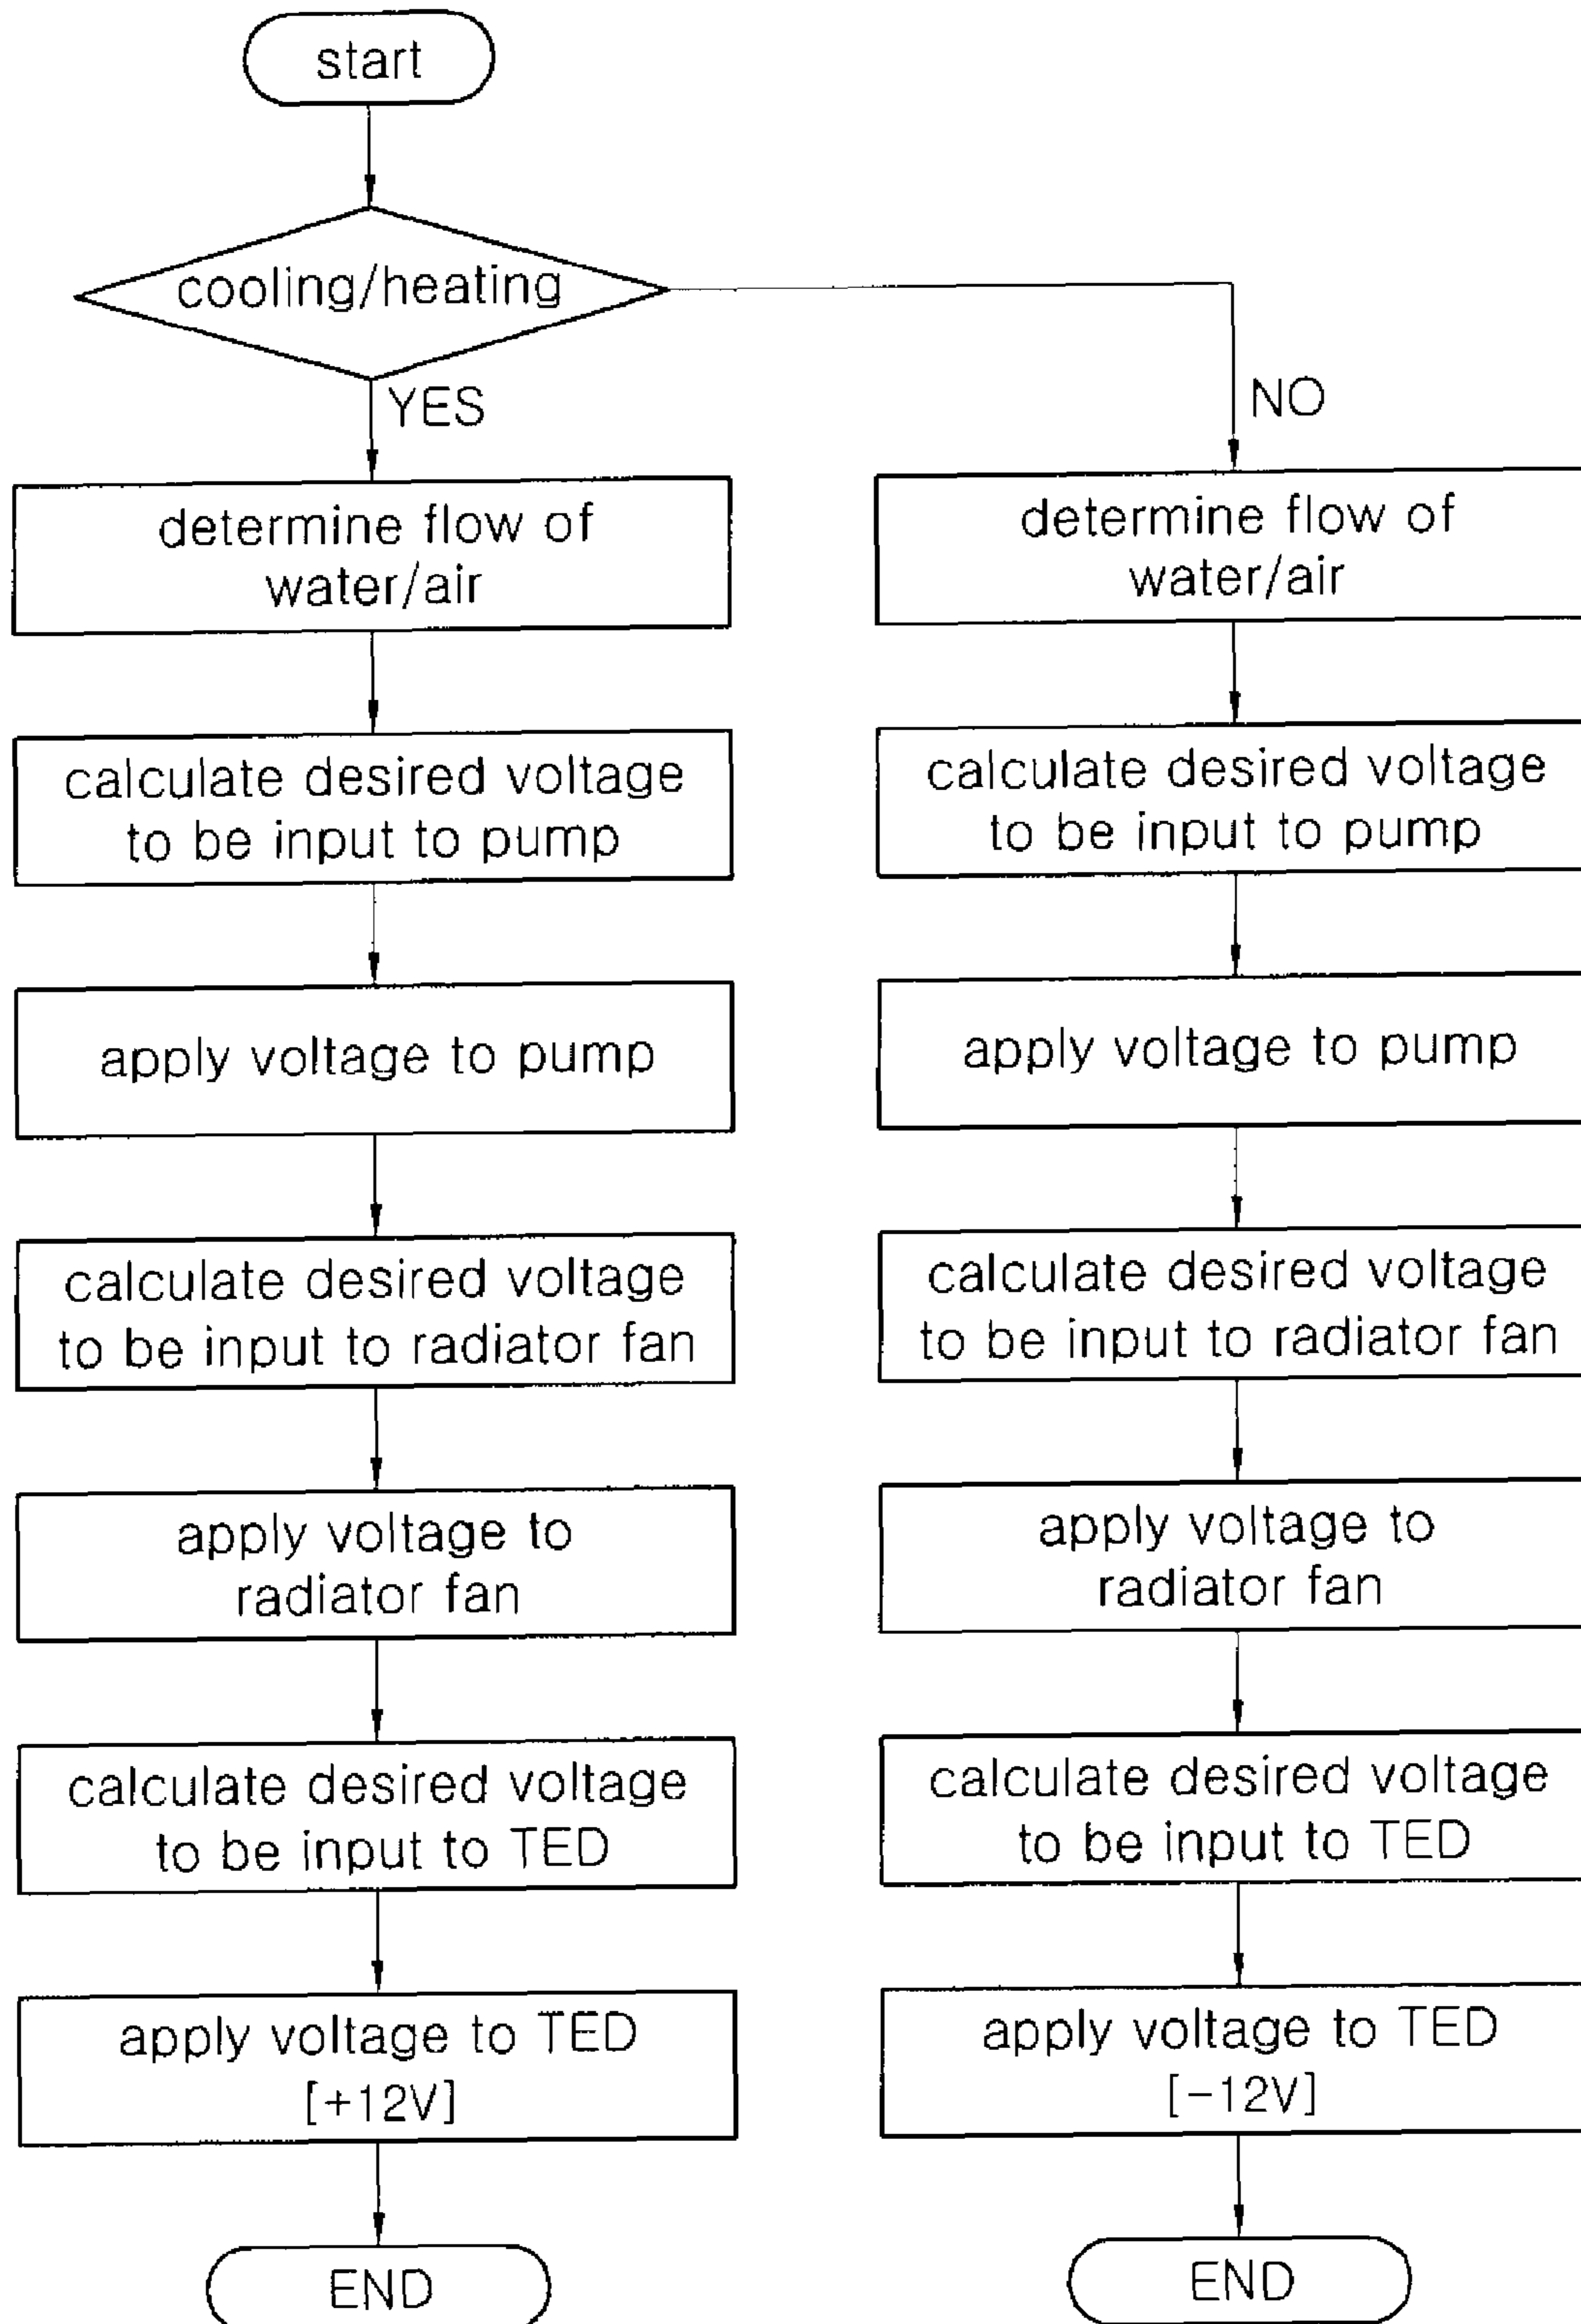 start
cooling/heating
YES
NO
determine flow of
water/air
calculate desired voltage
to be input to pump
apply voltage to pump
calculate desired voltage
to be input to radiator fan
apply voltage to
radiator fan
calculate desired voltage
to be input to TED
apply voltage to TED
[+12V]
END
determine flow of
water/air
calculate desired voltage
to be input to pump
apply voltage to pump
calculate desired voltage
to be input to radiator fan
apply voltage to
radiator fan
calculate desired voltage
to be input to TED
apply voltage to TED
[-12V]
END